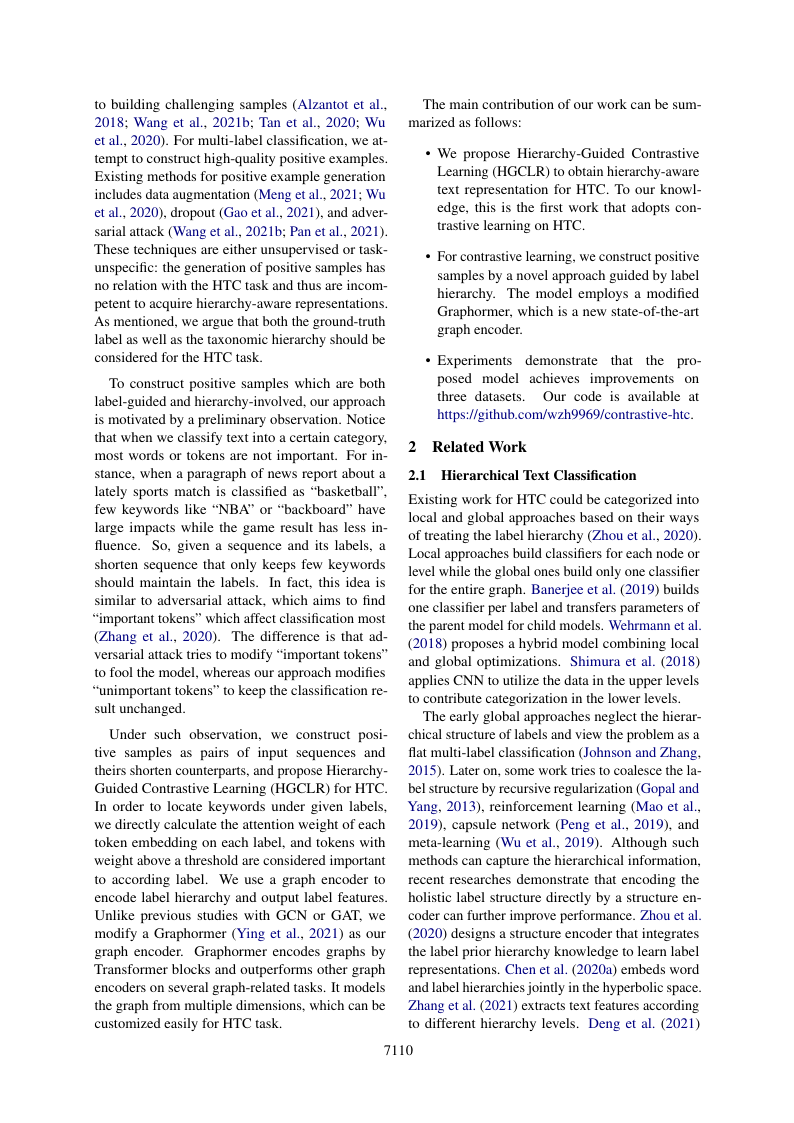 to building challenging samples (Alzantot et al.,
2018; Wang et al., 2021b; Tan et al., 2020; Wu
et al., 2020). For multi-label classification, we at-
tempt to construct high-quality positive examples.
Existing methods for positive example generation
includes data augmentation (Meng et al., 2021; Wu
et al., 2020), dropout (Gao et al., 2021), and adver-
sarial attack (Wang et al., 2021b; Pan et al., 2021).
These techniques are either unsupervised or task-
unspecific: the generation of positive samples has
no relation with the HTC task and thus are incom-
petent to acquire hierarchy-aware representations.
As mentioned, we argue that both the ground-truth
label as well as the taxonomic hierarchy should be
considered for the HTC task.
To construct positive samples which are both
label-guided and hierarchy-involved, our approach
is motivated by a preliminary observation. Notice
that when we classify text into a certain category,
most words or tokens are not important. For in-
stance, when a paragraph of news report about a
lately sports match is classified as “basketball”,
few keywords like “NBA” or “backboard” have
large impacts while the game result has less in-
fluence. So, given a sequence and its labels, a
shorten sequence that only keeps few keywords
should maintain the labels. In fact, this idea is
similar to adversarial attack, which aims to find
“important tokens” which affect classification most
(Zhang et al., 2020). The difference is that ad-
versarial attack tries to modify “important tokens”
to fool the model, whereas our approach modifies
“unimportant tokens” to keep the classification re-
sult unchanged.
Under such observation, we construct posi-
tive samples as pairs of input sequences and
theirs shorten counterparts, and propose Hierarchy-
Guided Contrastive Learning (HGCLR) for HTC.
In order to locate keywords under given labels,
we directly calculate the attention weight of each
token embedding on each label, and tokens with
weight above a threshold are considered important
to according label. We use a graph encoder to
encode label hierarchy and output label features.
Unlike previous studies with GCN or GAT, we
modify a Graphormer (Ying et al., 2021) as our
graph encoder. Graphormer encodes graphs by
Transformer blocks and outperforms other graph
encoders on several graph-related tasks. It models
the graph from multiple dimensions, which can be
customized easily for HTC task.
The main contribution of our work can be sum-
marized as follows:
• We propose Hierarchy-Guided Contrastive
Learning (HGCLR) to obtain hierarchy-aware
text representation for HTC. To our knowl-
edge, this is the first work that adopts con-
trastive learning on HTC.
• For contrastive learning, we construct positive
samples by a novel approach guided by label
hierarchy. The model employs a modified
Graphormer, which is a new state-of-the-art
graph encoder.
• Experiments demonstrate that the pro-
posed model achieves improvements on
three datasets. Our code is available at
https://github.com/wzh9969/contrastive-htc.
2 Related Work
2.1 Hierarchical Text Classification
Existing work for HTC could be categorized into
local and global approaches based on their ways
of treating the label hierarchy (Zhou et al., 2020).
Local approaches build classifiers for each node or
level while the global ones build only one classifier
for the entire graph. Banerjee et al. (2019) builds
one classifier per label and transfers parameters of
the parent model for child models. Wehrmann et al.
(2018) proposes a hybrid model combining local
and global optimizations. Shimura et al. (2018)
applies CNN to utilize the data in the upper levels
to contribute categorization in the lower levels.
The early global approaches neglect the hierar-
chical structure of labels and view the problem as a
flat multi-label classification (Johnson and Zhang,
2015). Later on, some work tries to coalesce the la-
bel structure by recursive regularization (Gopal and
Yang, 2013), reinforcement learning (Mao et al.,
2019), capsule network (Peng et al., 2019), and
meta-learning (Wu et al., 2019). Although such
methods can capture the hierarchical information,
recent researches demonstrate that encoding the
holistic label structure directly by a structure en-
coder can further improve performance. Zhou et al.
(2020) designs a structure encoder that integrates
the label prior hierarchy knowledge to learn label
representations. Chen et al. (2020a) embeds word
and label hierarchies jointly in the hyperbolic space.
Zhang et al. (2021) extracts text features according
to different hierarchy levels. Deng et al. (2021)
7110